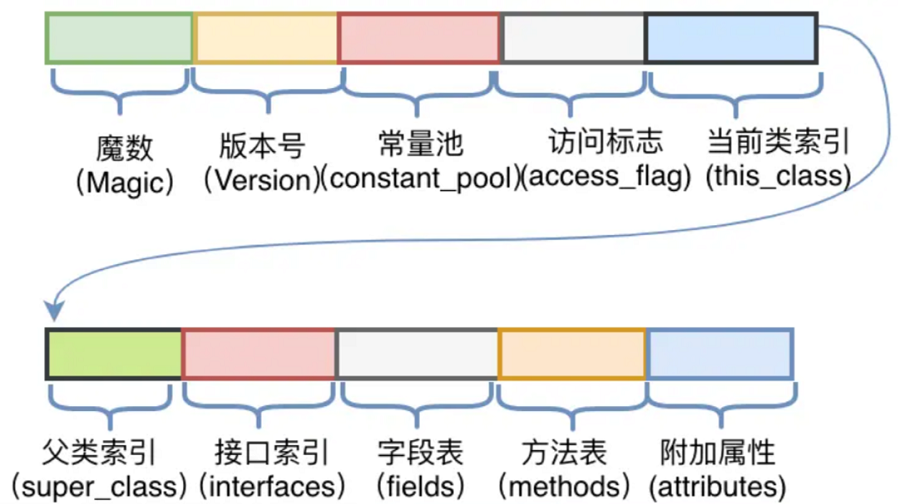 魔数 版本号 常量池 访问标志 当前类索引
(Magic) (Version) (constant_pool) (access_flag) (this_class)
父类索引 接口索引 字段表 方法表 附加属性
(super_class) (interfaces) (fields) (methods) (attributes)